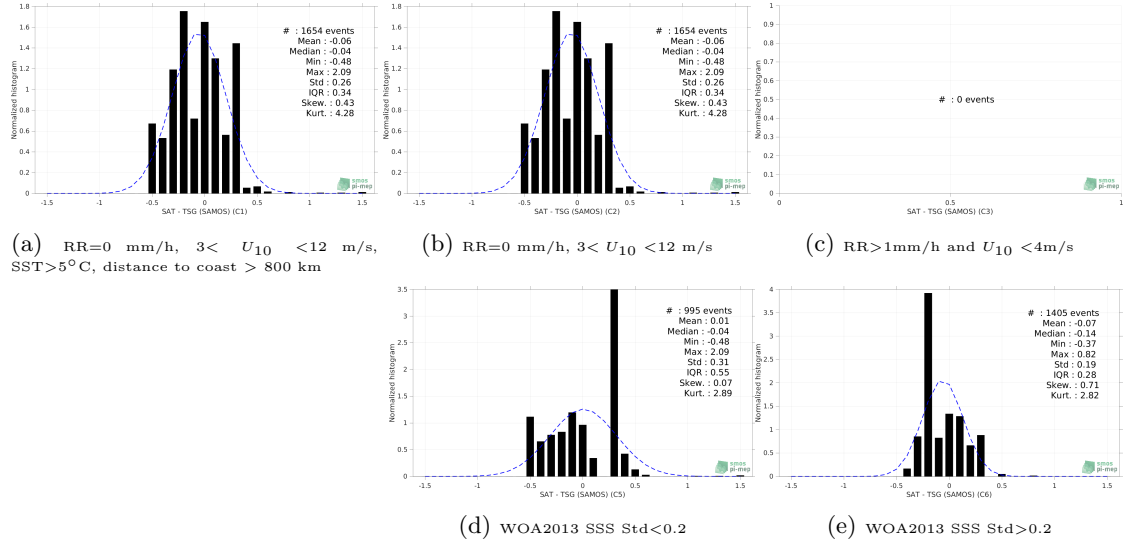 1.8
1.6
1.4
1.2
1
0.8
0.6
0.4
0.2
0
Normalized histogram
# : 1654 events
Mean : -0.06
Median : -0.04
Min : -0.48
Max : 2.09
Std : 0.26
IQR : 0.34
Skew. : 0.43
Kurt. : 4.28
smos
pi-mep
-1.5 -1 -0.5 0 0.5 1 1.5
SAT - TSG (SAMOS) (C1)
(a) RR=0 mm/h, 3< U10 <12 m/s,
SST>5°C, distance to coast > 800 km
1.8
1.6
1.4
1.2
1
0.8
0.6
0.4
0.2
0
Normalized histogram
# : 1654 events
Mean : -0.06
Median : -0.04
Min : -0.48
Max : 2.09
Std : 0.26
IQR : 0.34
Skew. : 0.43
Kurt. : 4.28
smos
pi-mep
-1.5 -1 -0.5 0 0.5 1 1.5
SAT - TSG (SAMOS) (C2)
(b) RR=0 mm/h, 3< U10 <12 m/s
1
0.9
0.8
0.7
0.6
0.5
0.4
0.3
0.2
0.1
0
Normalized histogram
# : 0 events
smos
pi-mep
0 0.5 1
SAT - TSG (SAMOS) (C3)
(c) RR>1mm/h and U10 <4m/s
3.5
3
2.5
2
1.5
1
0.5
0
Normalized histogram
# : 995 events
Mean : 0.01
Median : -0.04
Min : -0.48
Max : 2.09
Std : 0.31
IQR : 0.55
Skew. : 0.07
Kurt. : 2.89
smos
pi-mep
-1.5 -1 -0.5 0 0.5 1 1.5
SAT - TSG (SAMOS) (C5)
(d) WOA2013 SSS Std<0.2
4
3.5
3
2.5
2
1.5
1
0.5
0
Normalized histogram
# : 1405 events
Mean : -0.07
Median : -0.14
Min : -0.37
Max : 0.82
Std : 0.19
IQR : 0.28
Skew. : 0.71
Kurt. : 2.82
smos
pi-mep
-1.5 -1 -0.5 0 0.5 1 1.5
SAT - TSG (SAMOS) (C6)
(e) WOA2013 SSS Std>0.2